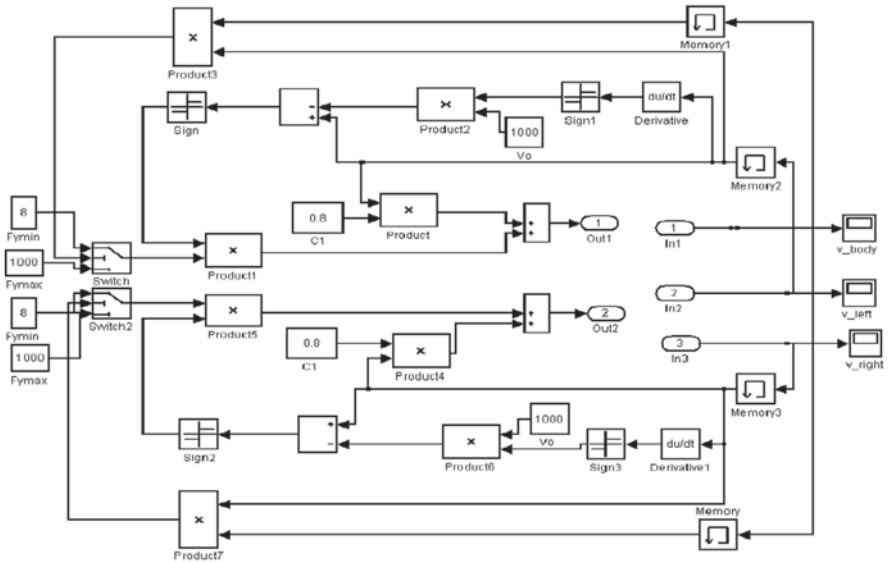 Memory1
Product3
du/dt
Sign
Product2
1000
Sign1
Derivative
Vo
Memory2
8
Fymin
0.8
C1
Product
1
Out1
1
In1
v_body
1000
Fymax
Switch
Product1
8
Fymin
Switch2
Product5
2
Out2
2
In2
v_left
1000
Fymax
0.8
C1
Product4
3
In3
v_right
Memory3
Sign2
1000
Vo
Product6
Sign3
du/dt
Derivative1
Memory
Product7